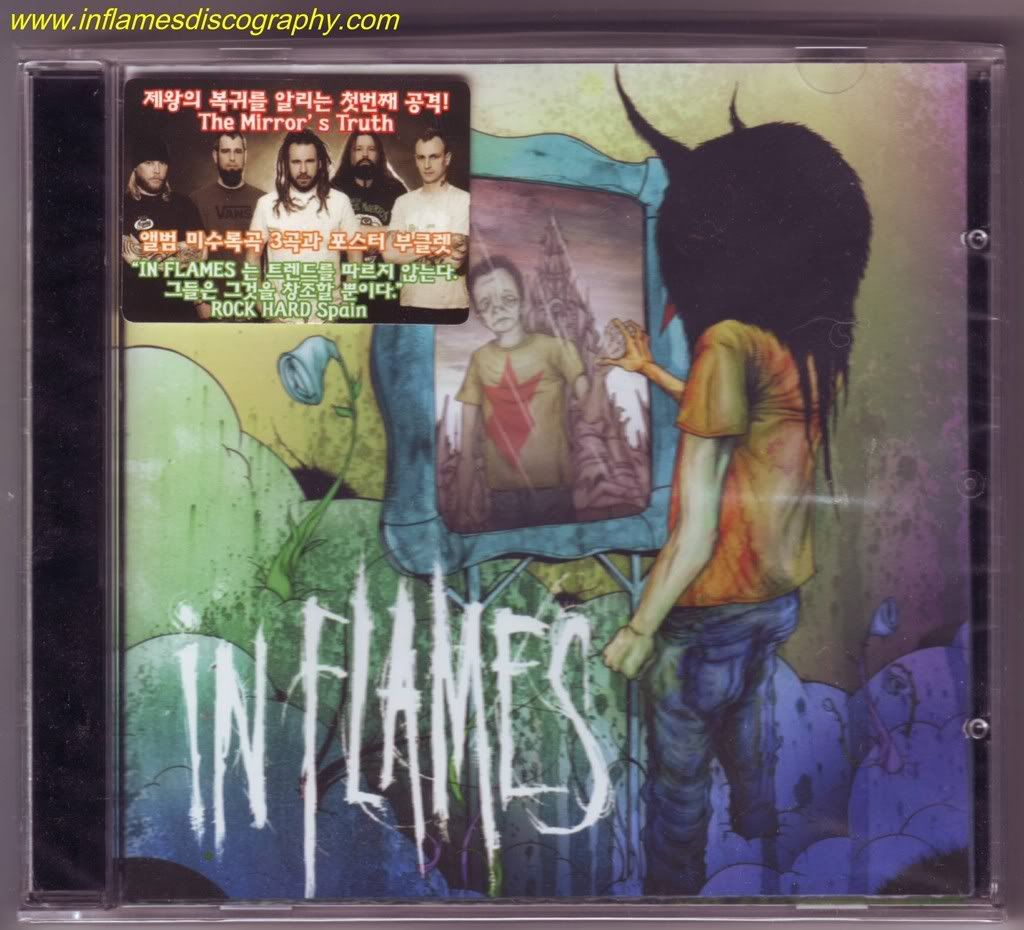 www.inflamesdiscography.com
제왕의 복귀를 알리는 첫번째 공격!
The Mirror's Truth
VANS
앨범 미수록곡 3곡과 포스터 부클렛
"IN FLAMES 는 트렌드를 따르지 않는다.
그들은 그것을 창조할 뿐이다."
ROCK HARD Spain
IN FLAMES